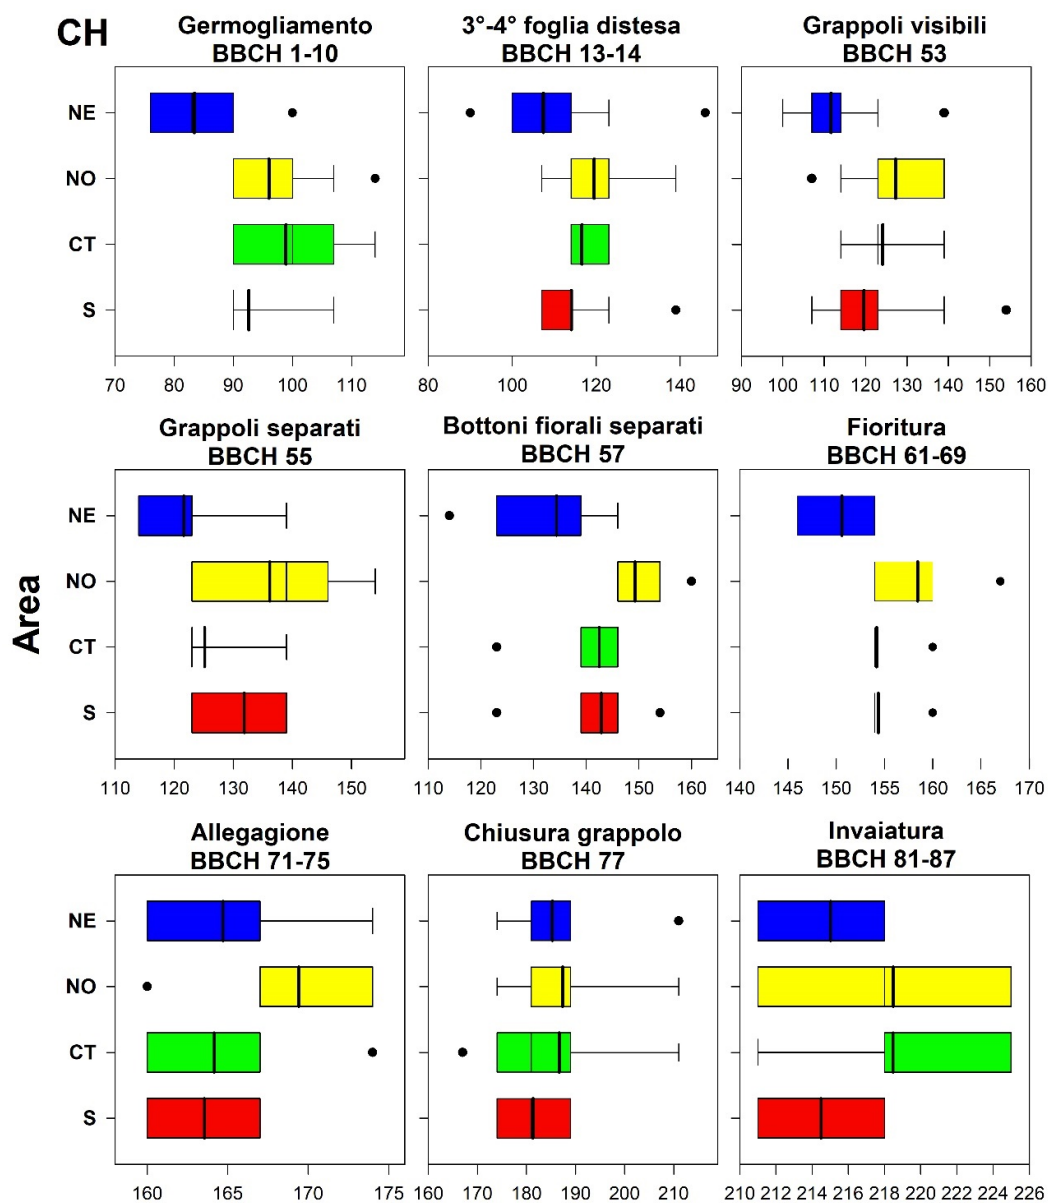 CH
Germogliamento
BBCH 1-10
3°-4° foglia distesa
BBCH 13-14
Grappoli visibili
BBCH 53
NE
NO
CT
S
70 80 90 100 110
80 100 120 140
90 100 110 120 130 140 150 160
Grappoli separati
BBCH 55
Bottoni fiorali separati
BBCH 57
Fioritura
BBCH 61-69
Area
NE
NO
CT
S
110 120 130 140 150
110 120 130 140 150 160
140 145 150 155 160 165 170
Allegagione
BBCH 71-75
Chiusura grappolo
BBCH 77
Invaiatura
BBCH 81-87
NE
NO
CT
S
160 165 170 175
160 170 180 190 200 210
210 212 214 216 218 220 222 224 226